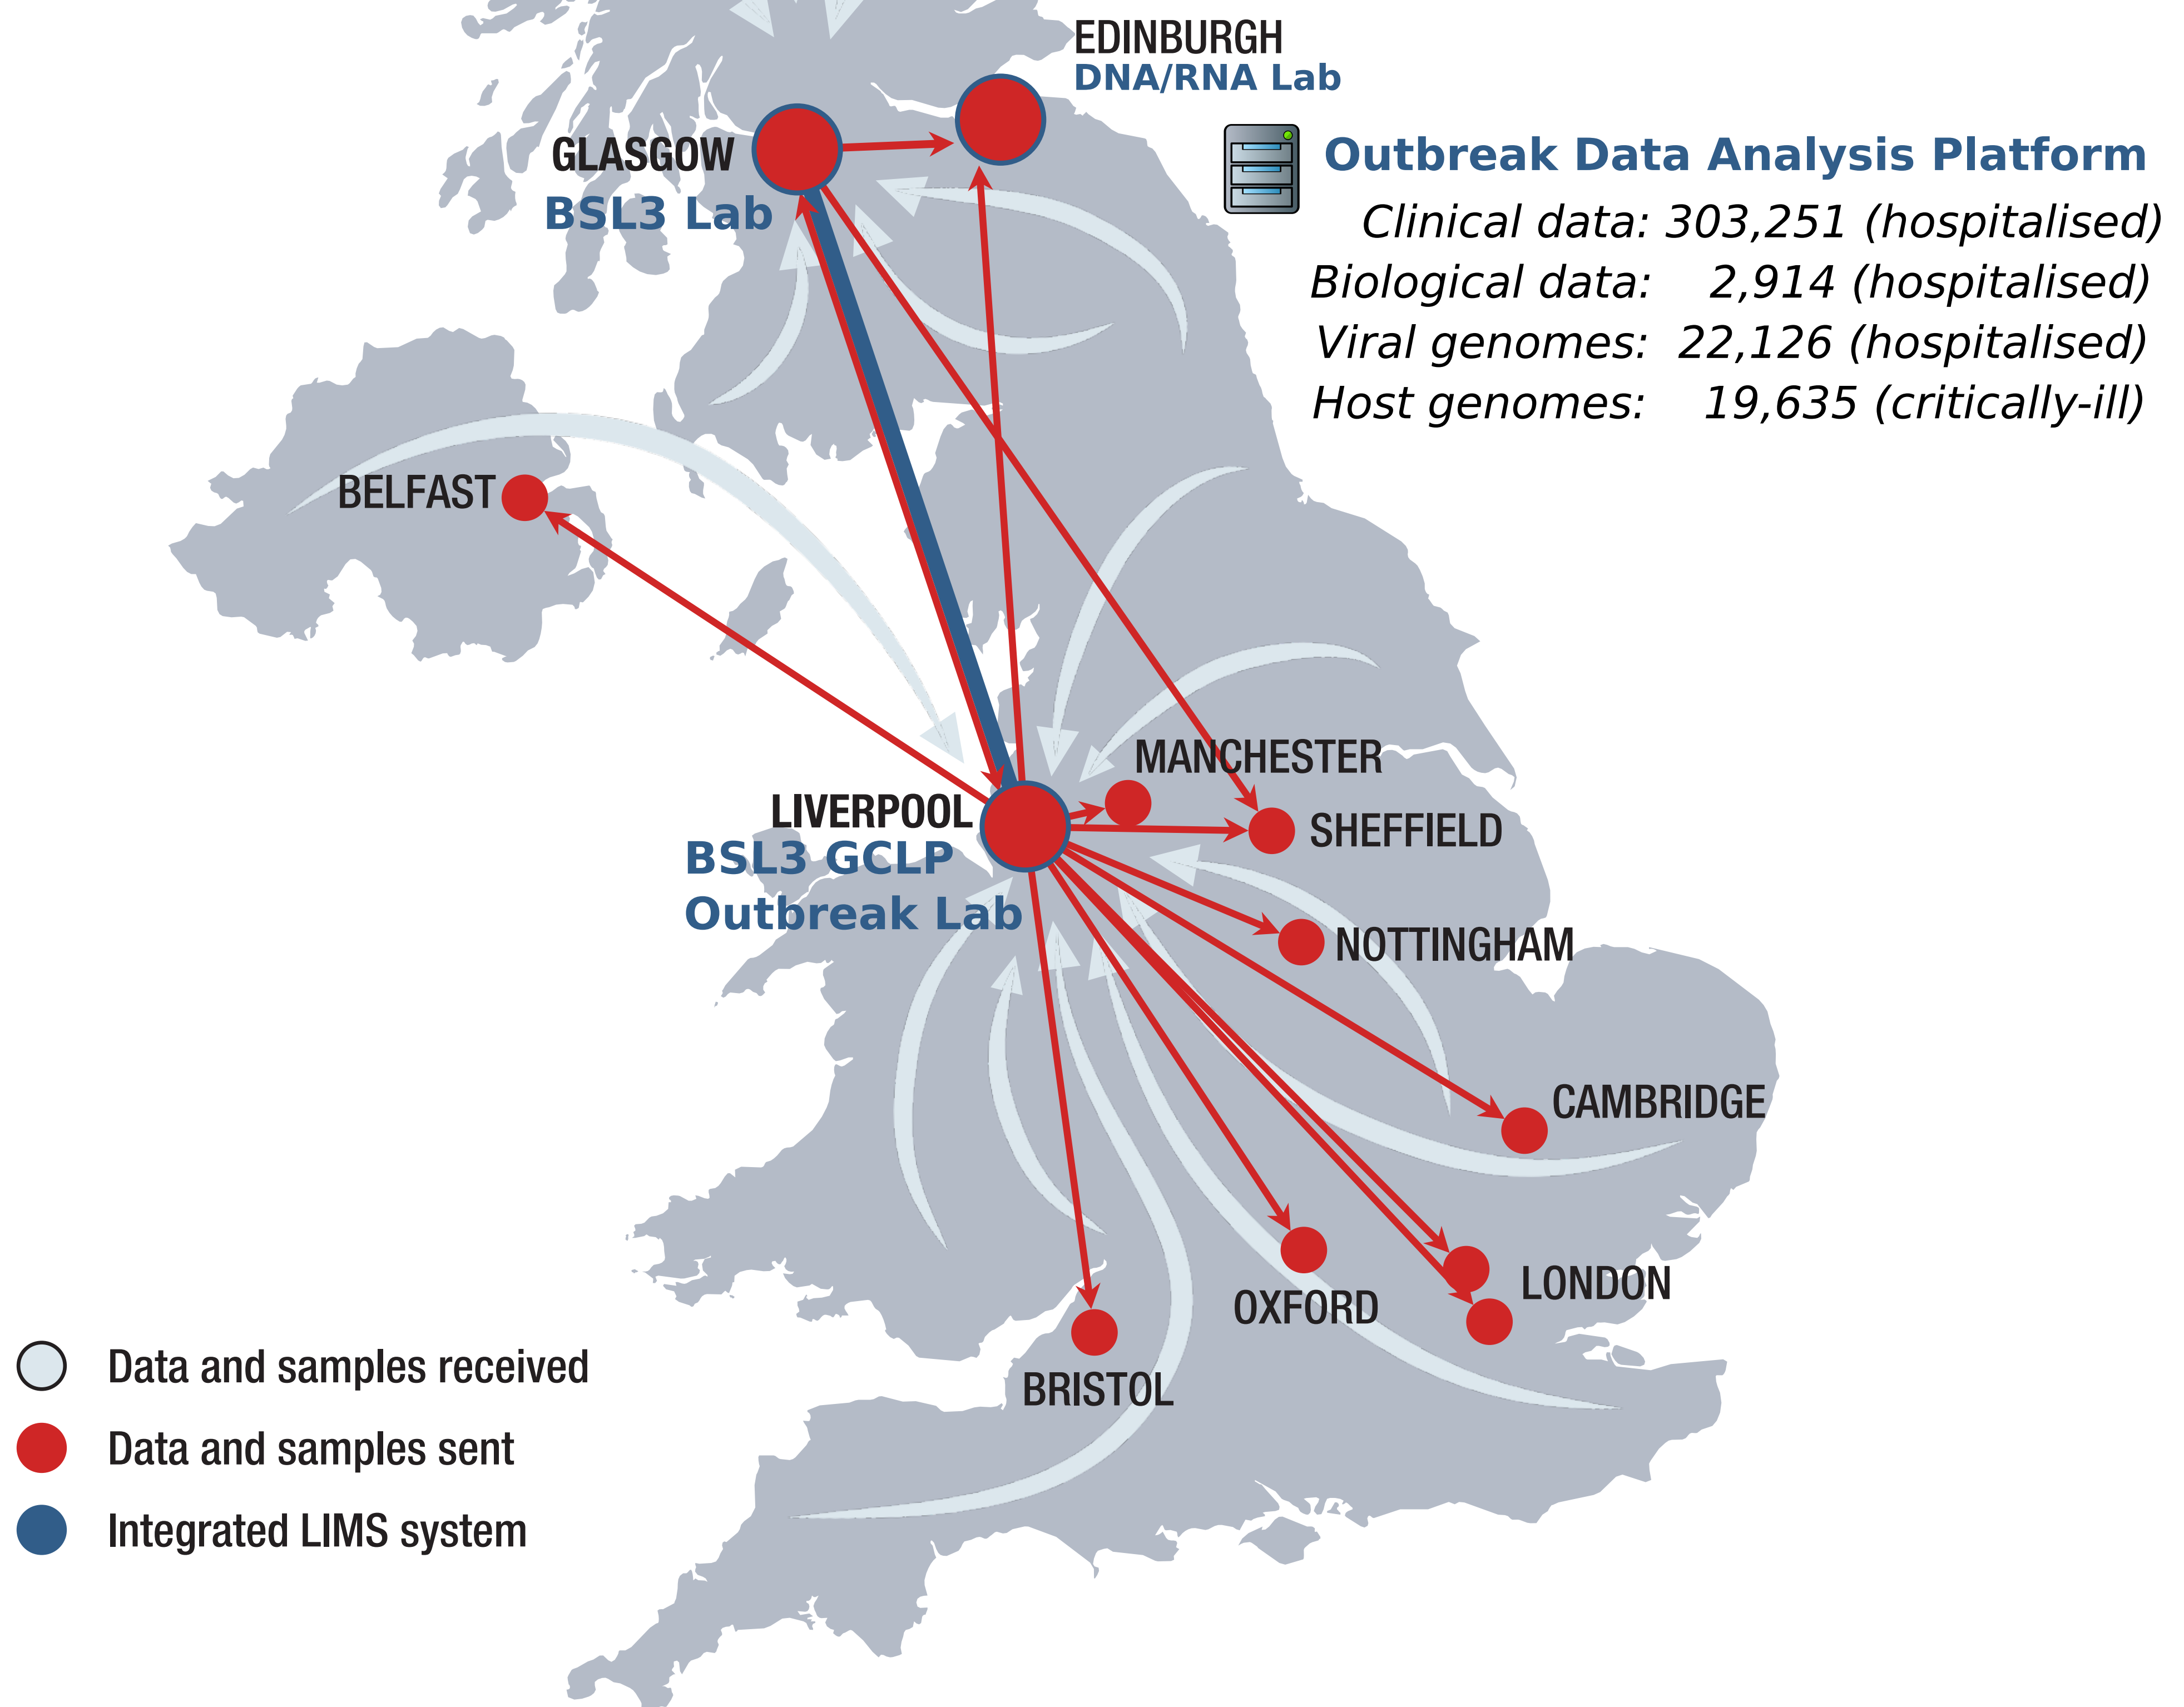 EDINBURGH
DNA/RNA Lab
GLASGOW
BSL3 Lab
Outbreak Data Analysis Platform
Clinical data: 303,251 (hospitalised)
Biological data: 2,914 (hospitalised)
Viral genomes: 22,126 (hospitalised)
Host genomes: 19,635 (critically-ill)
BELFAST
MANCHESTER
LIVERPOOL
BSL3 GCLP
Outbreak Lab
SHEFFIELD
NOTTINGHAM
CAMBRIDGE
LONDON
OXFORD
BRISTOL
Data and samples received
Data and samples sent
Integrated LIMS system